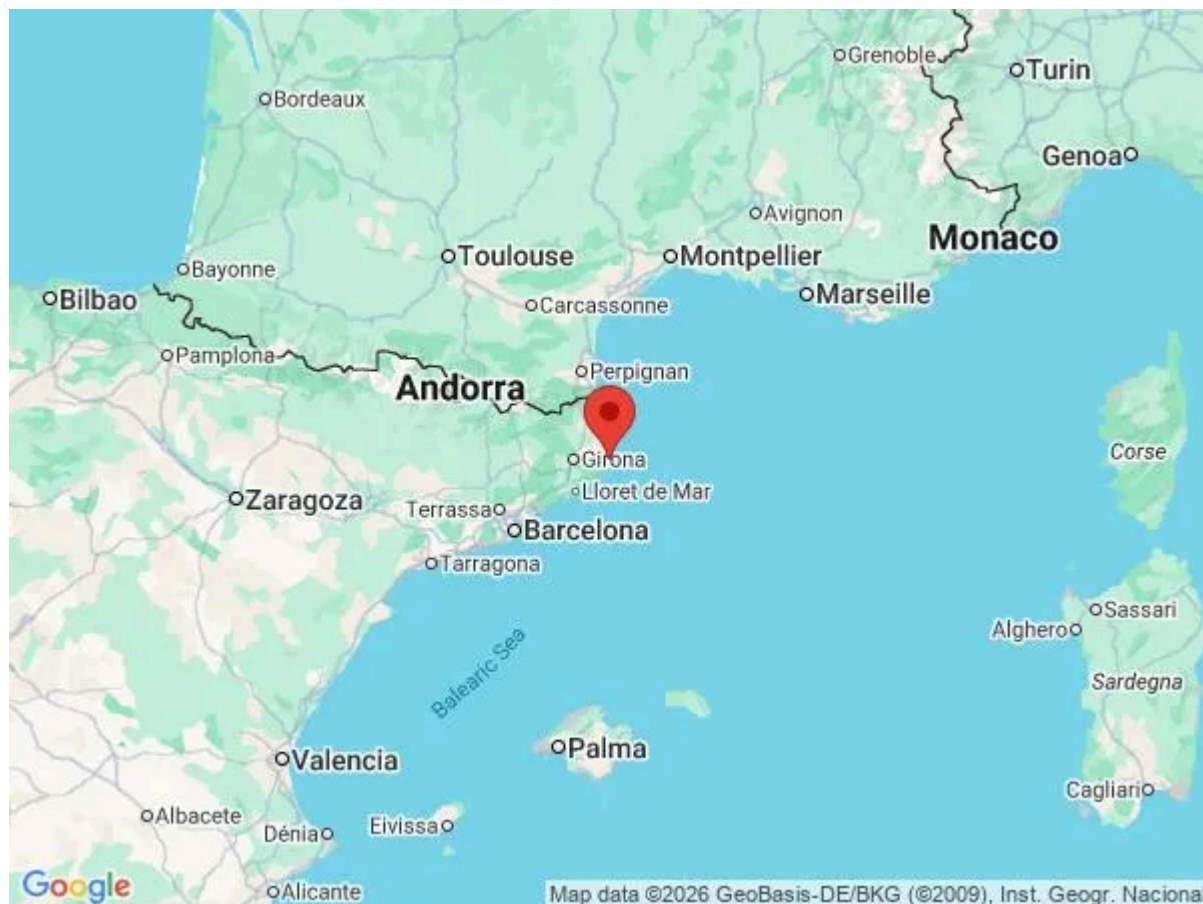 Grenoble
Turin
Bordeaux
Genoa
Avignon
Monaco
Toulouse
Montpellier
Bayonne
Bilbao
Marseille
Carcassonne
Pamplona
Perpignan
Andorra
Corse
Girona
Lloret de Mar
Zaragoza
Terrassa
Barcelona
Tarragona
Sassari
Alghero
Balearic Sea
Sardegna
Palma
Valencia
Cagliari
Albacete
Eivissa
Dénia
Google
Alicante
Map data ©2026 GeoBasis-DE/BKG (©2009), Inst. Geogr. Naciona